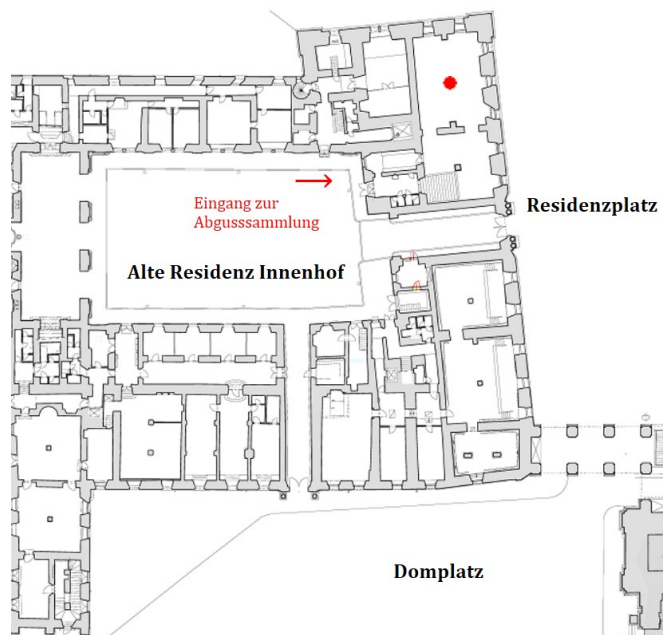 Eingang zur
Abgusssammlung
Residenzplatz
Alte Residenz Innenhof
Domplatz